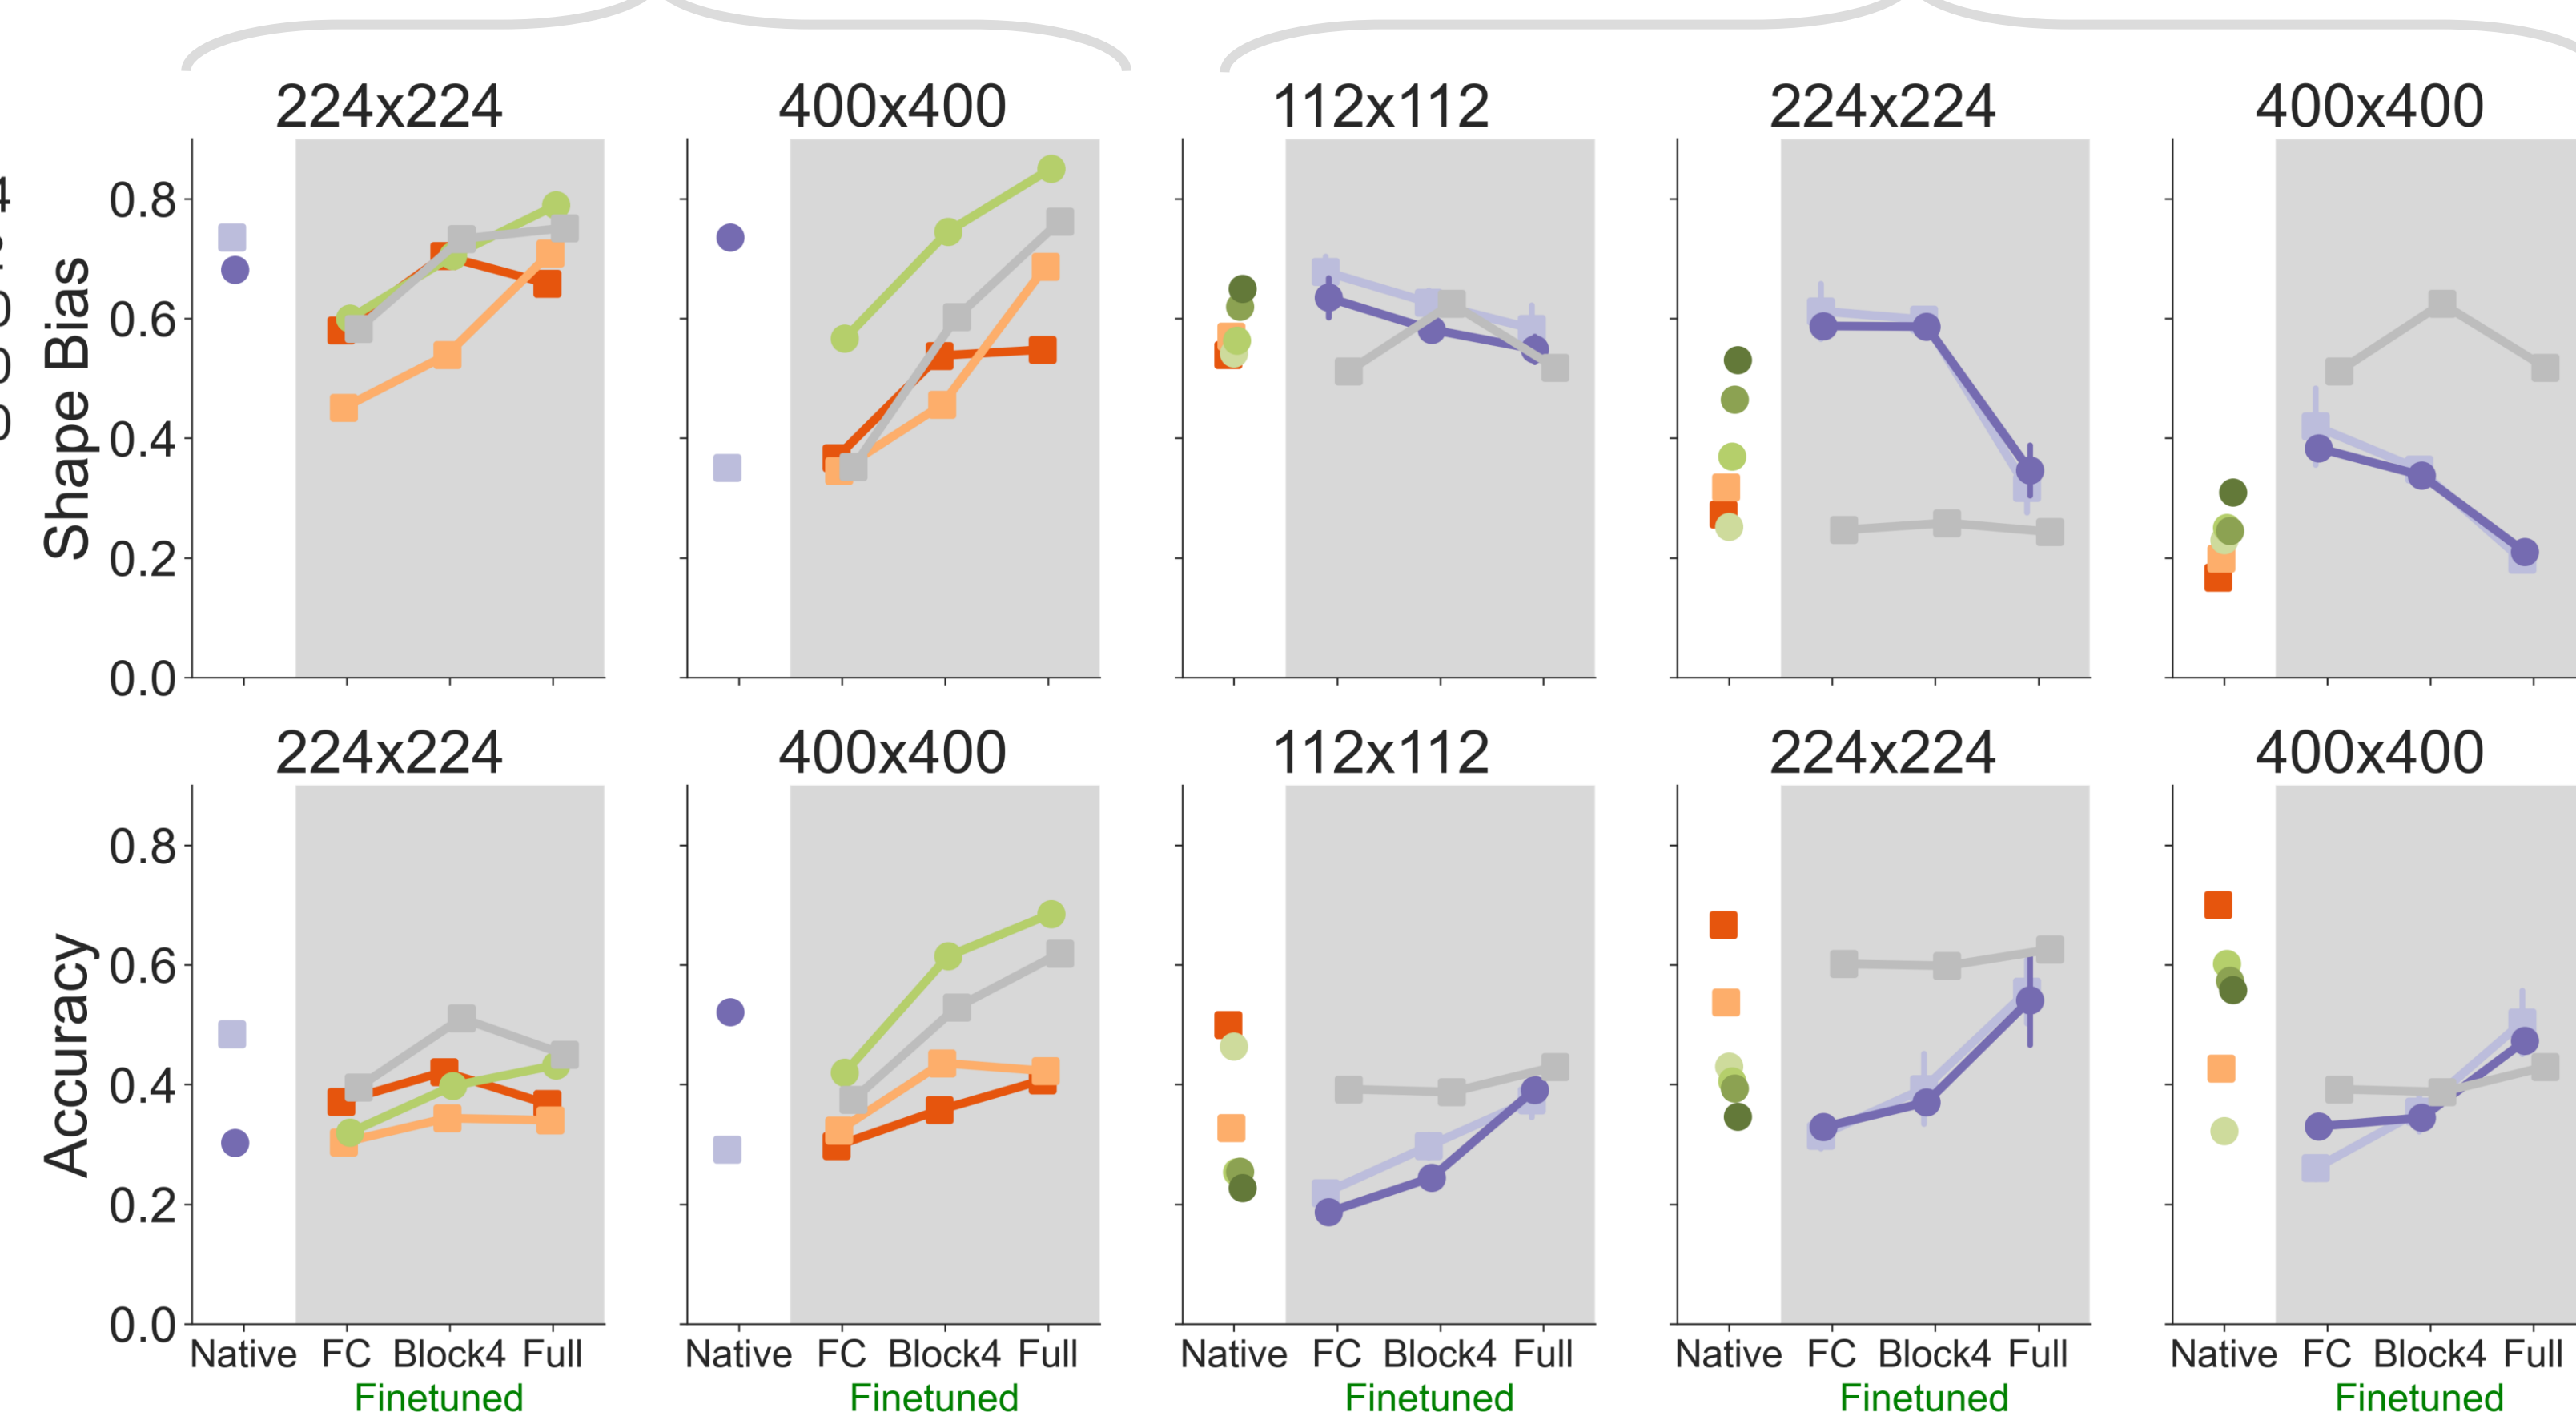 224x224 400x400 112x112 224x224 400x400
Shape Bias
0.8
0.6
0.4
0.2
0.0
224x224 400x400 112x112 224x224 400x400
Accuracy
0.8
0.6
0.4
0.2
0.0
Native FC Block4 Full Native FC Block4 Full Native FC Block4 Full Native FC Block4 Full Native FC Block4 Full
Finetuned Finetuned Finetuned Finetuned Finetuned